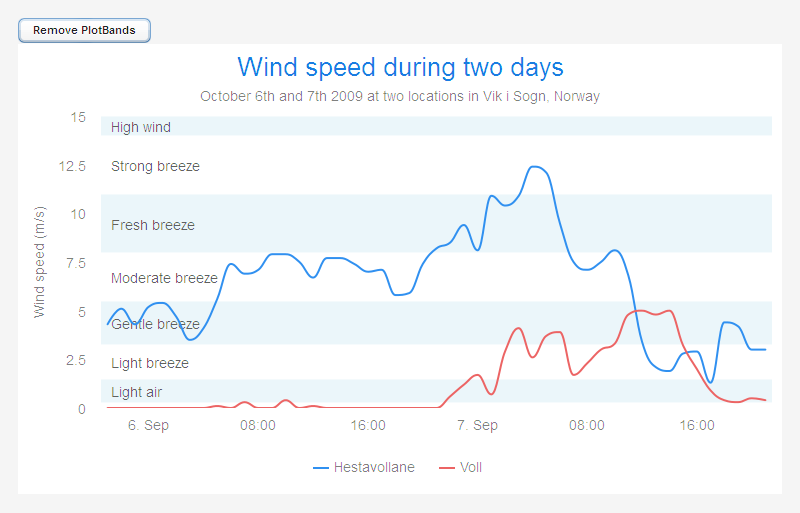 Remove PlotBands
Wind speed during two days
October 6th and 7th 2009 at two locations in Vik i Sogn, Norway
Wind speed (m/s)
15
12.5
10
7.5
5
2.5
0
High wind
Strong breeze
Fresh breeze
Moderate breeze
Gentle breeze
Light breeze
Light air
6. Sep
08:00
16:00
7. Sep
08:00
16:00
Hestavollane
Voll